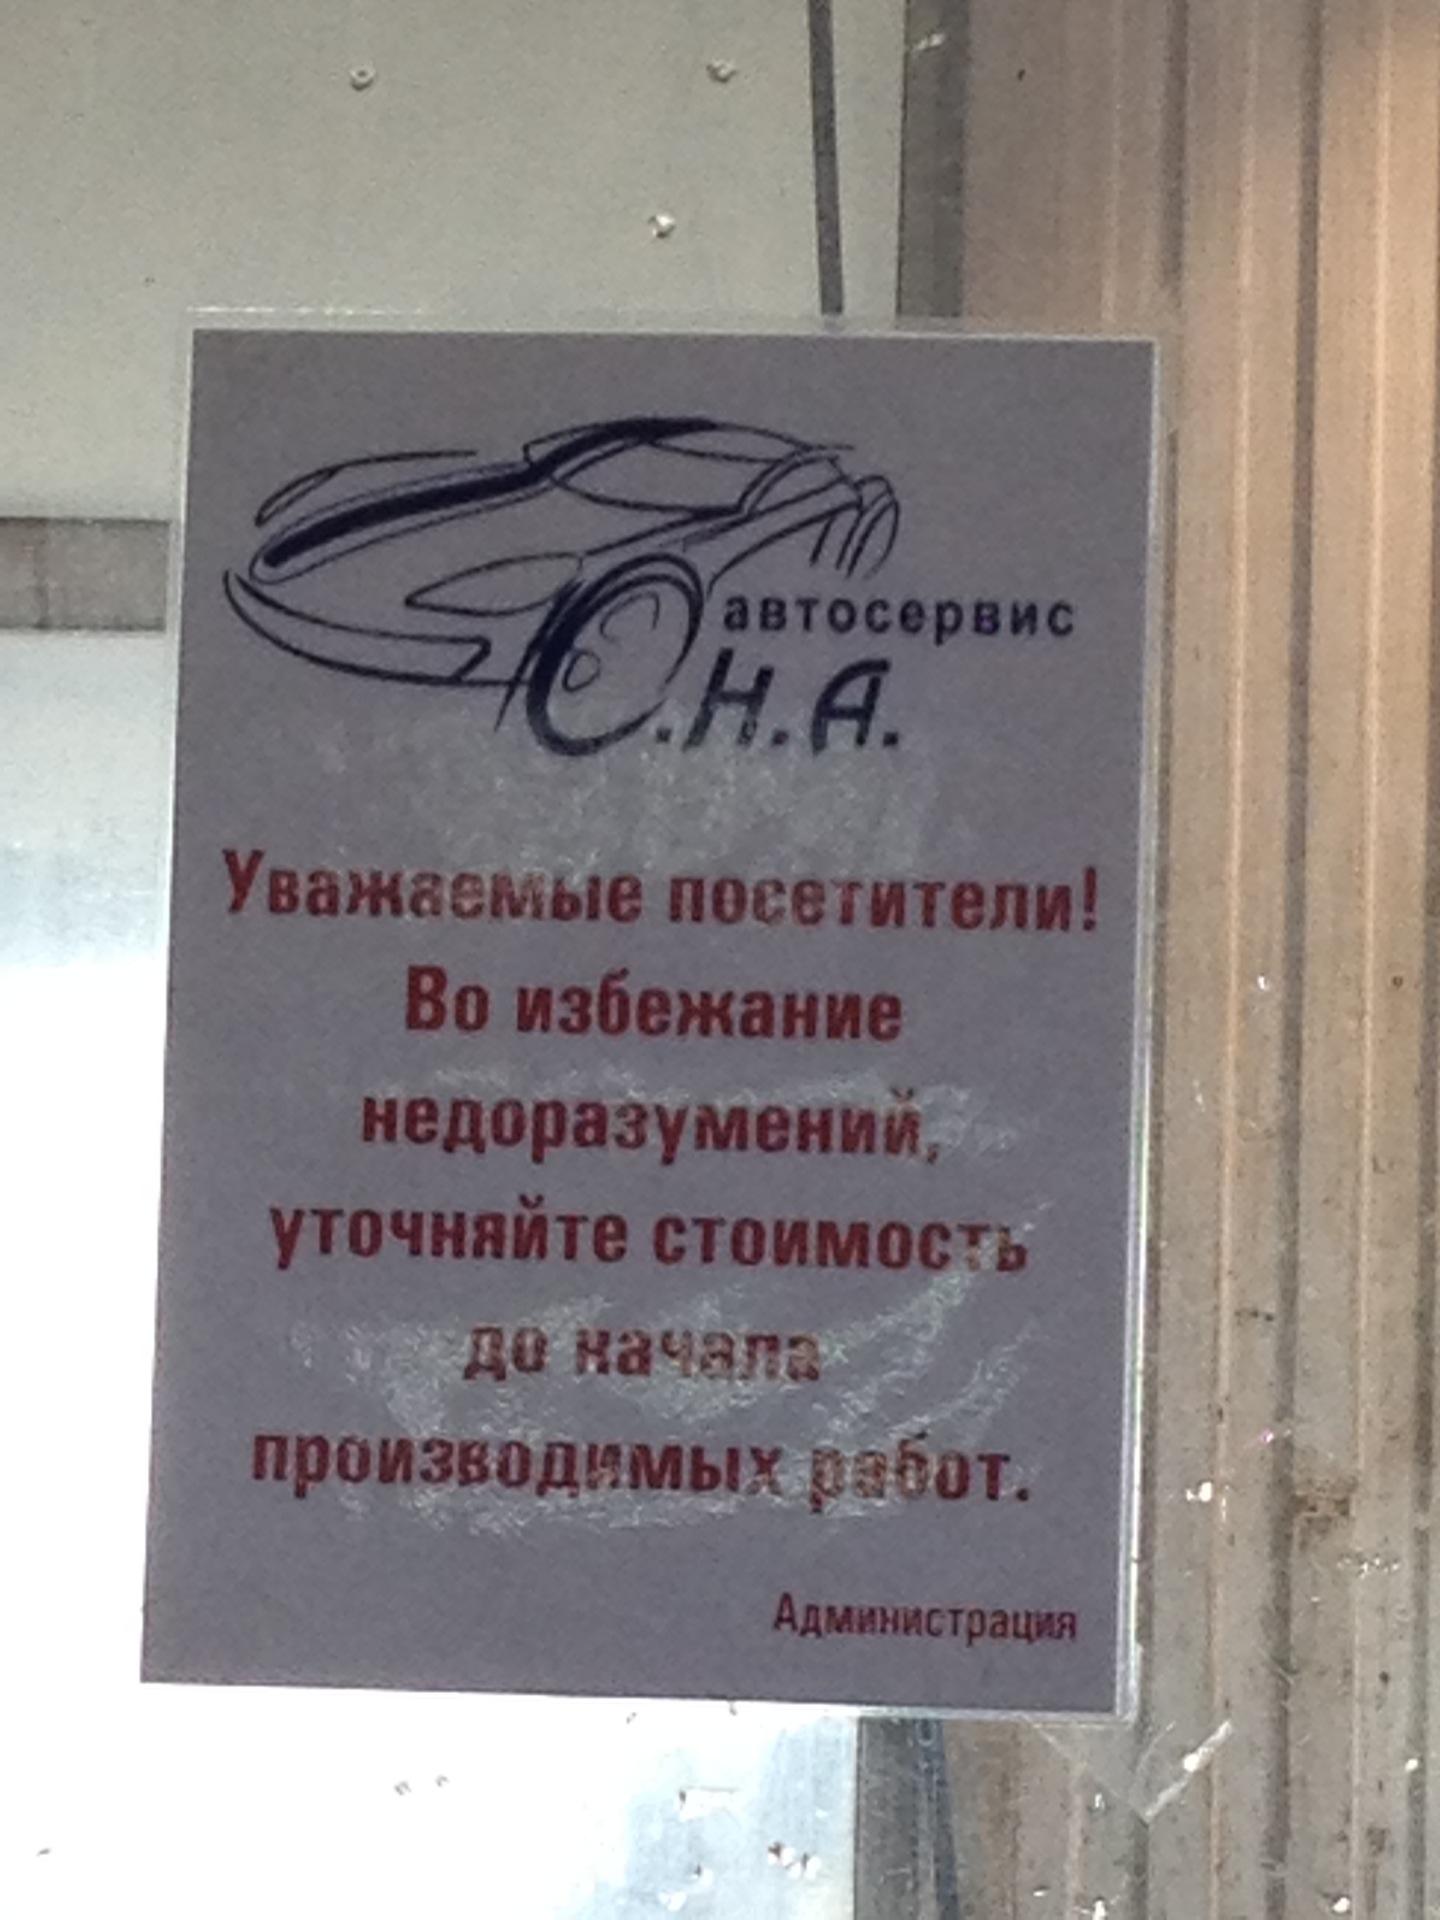 автосервис
С.Н.А.
Уважаемые посетители!
Во избежание
недоразумений,
уточняйте стоимость
до начала
производимых работ.
Администрация